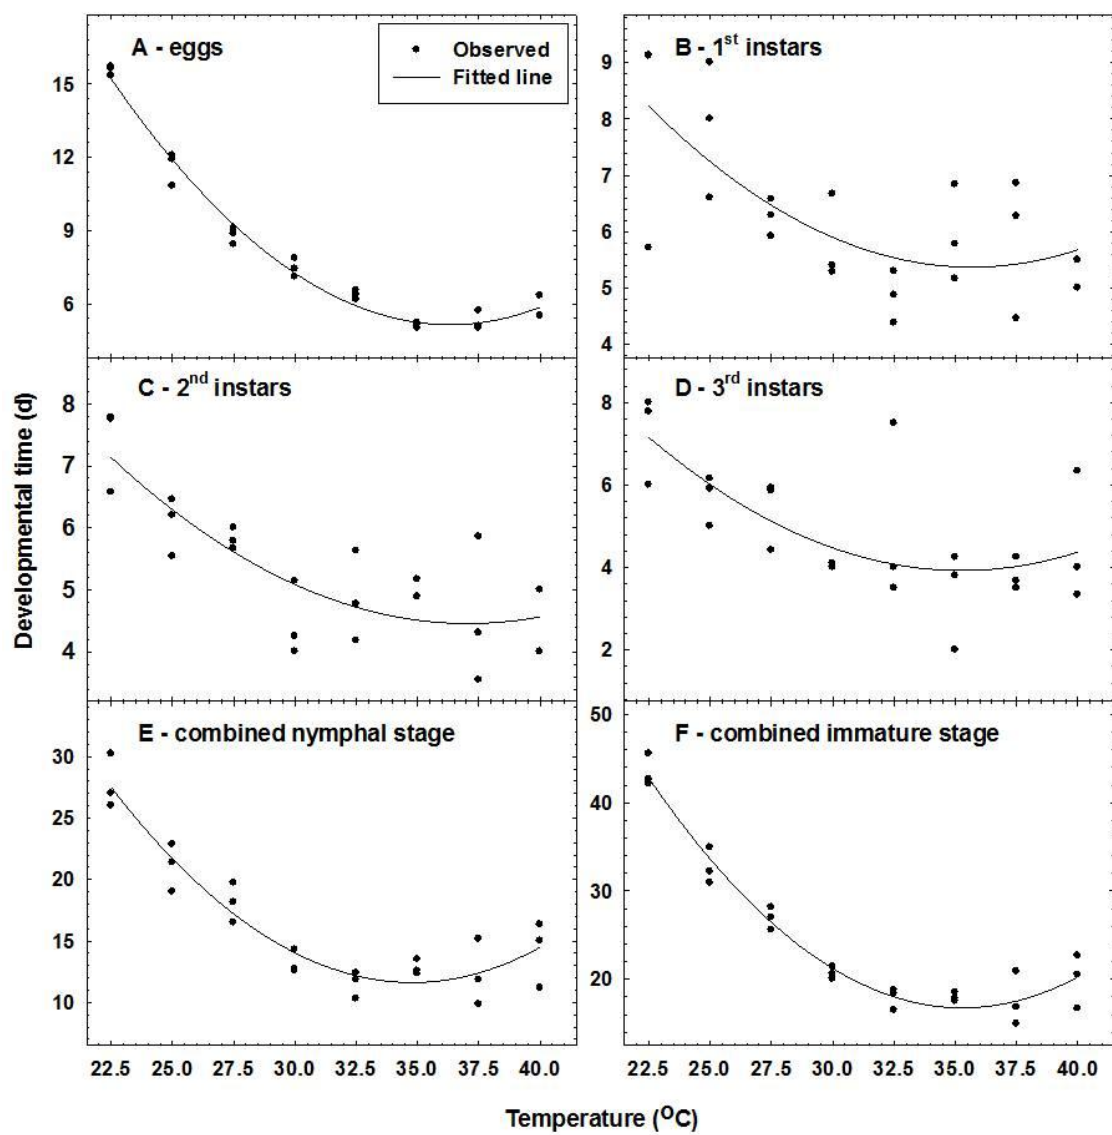 A - eggs
Observed
Fitted line
15
12
9
6
B - 1st instars
9
8
7
6
5
4
Developmental time (d)
C - 2nd instars
8
7
6
5
4
D - 3rd instars
8
6
4
2
E - combined nymphal stage
30
25
20
15
10
F - combined immature stage
50
40
30
20
22.5 25.0 27.5 30.0 32.5 35.0 37.5 40.0
22.5 25.0 27.5 30.0 32.5 35.0 37.5 40.0
Temperature (OC)